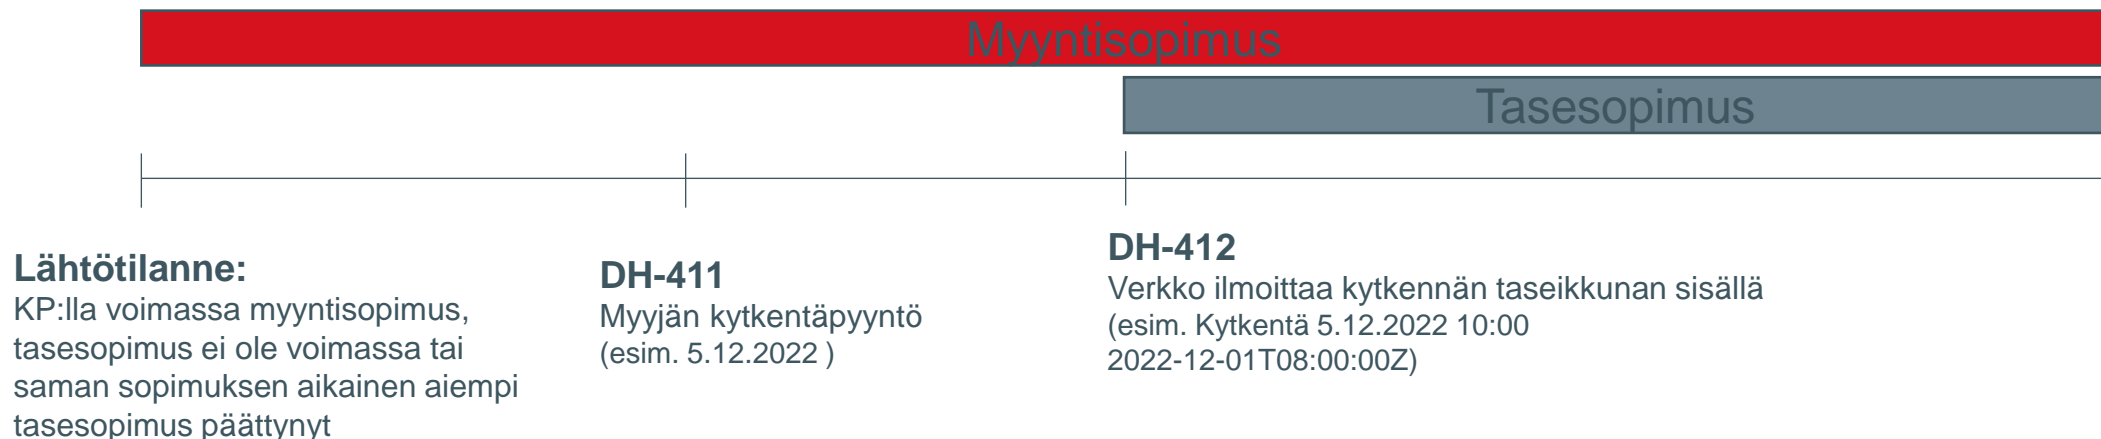 Myyntisopimus
Tasesopimus
Lähtötilanne:
KP:lla voimassa myyntisopimus,
tasesopimus ei ole voimassa tai
saman sopimuksen aikainen aiempi
tasesopimus päättynyt
DH-411
Myyjän kytkentäpyyntö
(esim. 5.12.2022 )
DH-412
Verkko ilmoittaa kytkennän taseikkunan sisällä
(esim. Kytkentä 5.12.2022 10:00
2022-12-01T08:00:00Z)